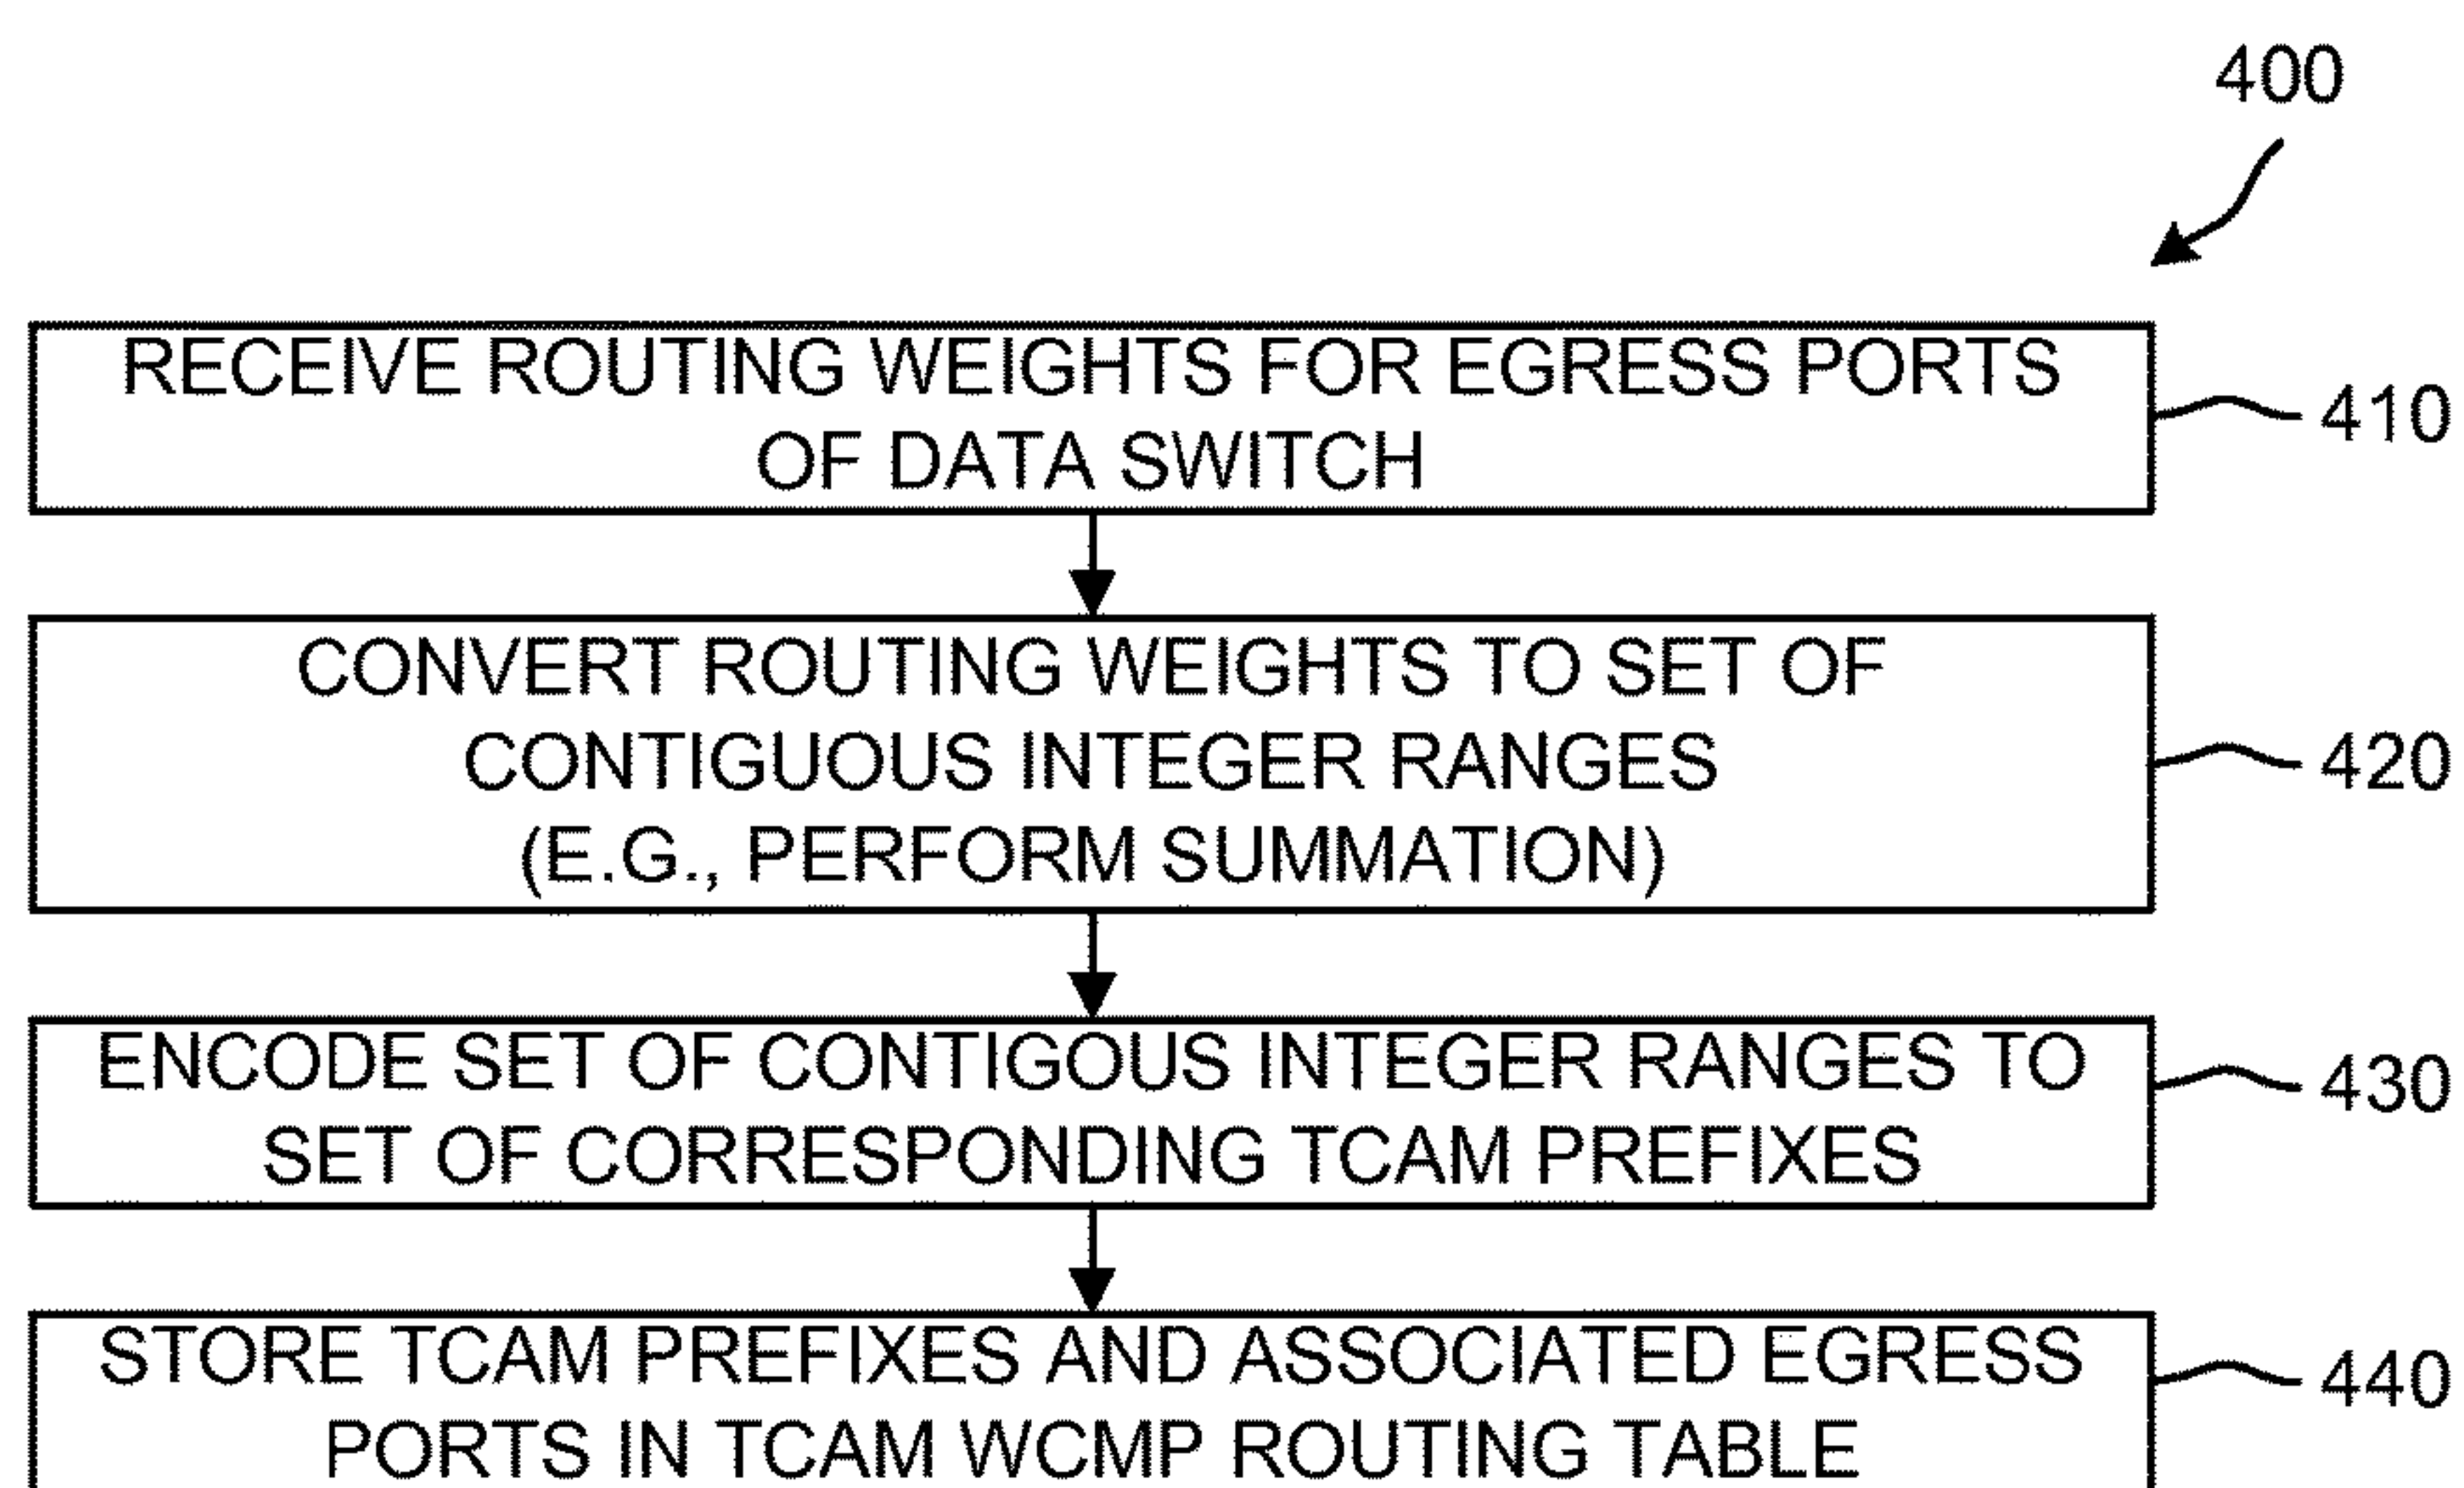 400
RECEIVE ROUTING WEIGHTS FOR EGRESS PORTS
OF DATA SWITCH
410
CONVERT ROUTING WEIGHTS TO SET OF
CONTIGUOUS INTEGER RANGES
(E.G., PERFORM SUMMATION)
420
ENCODE SET OF CONTIGOUS INTEGER RANGES TO
SET OF CORRESPONDING TCAM PREFIXES
430
STORE TCAM PREFIXES AND ASSOCIATED EGRESS
PORTS IN TCAM WCMP ROUTING TABLE
440